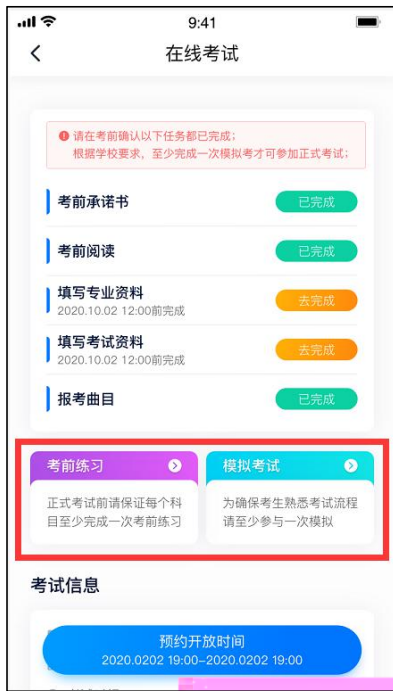 9:41
在线考试
请在考前确认以下任务都已完成；
根据学校要求，至少完成一次模拟考才可参加正式考试；
考前承诺书
已完成
考前阅读
已完成
填写专业资料
去完成
2020.10.02 12:00前完成
填写考试资料
去完成
2020.10.02 12:00前完成
报考曲目
已完成
考前练习
模拟考试
正式考试前请保证每个科
目至少完成一次考前练习
为确保考生熟悉考试流程
请至少参与一次模拟
考试信息
预约开放时间
2020.0202 19:00-2020.0202 19:00